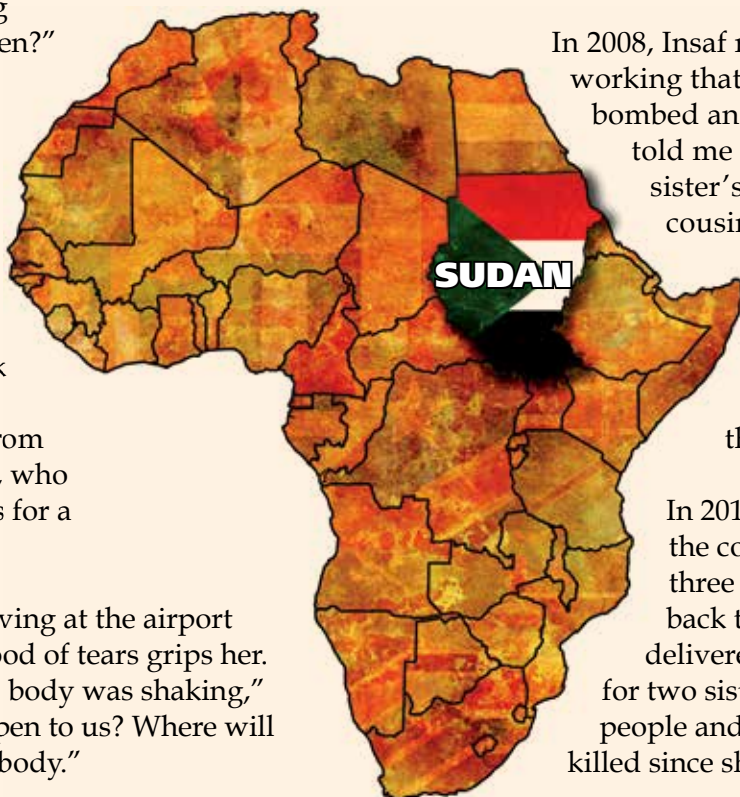 en?”
k
rom
, who
s for a
ving at the airport
ood of tears grips her.
body was shaking,”
pen to us? Where will
body.”
SUDAN
In 2008, Insaf
working that
bombed an
told me
sister’s
cousin
th
In 201
the co
three
back t
delivere
for two sis
people and
killed since sh